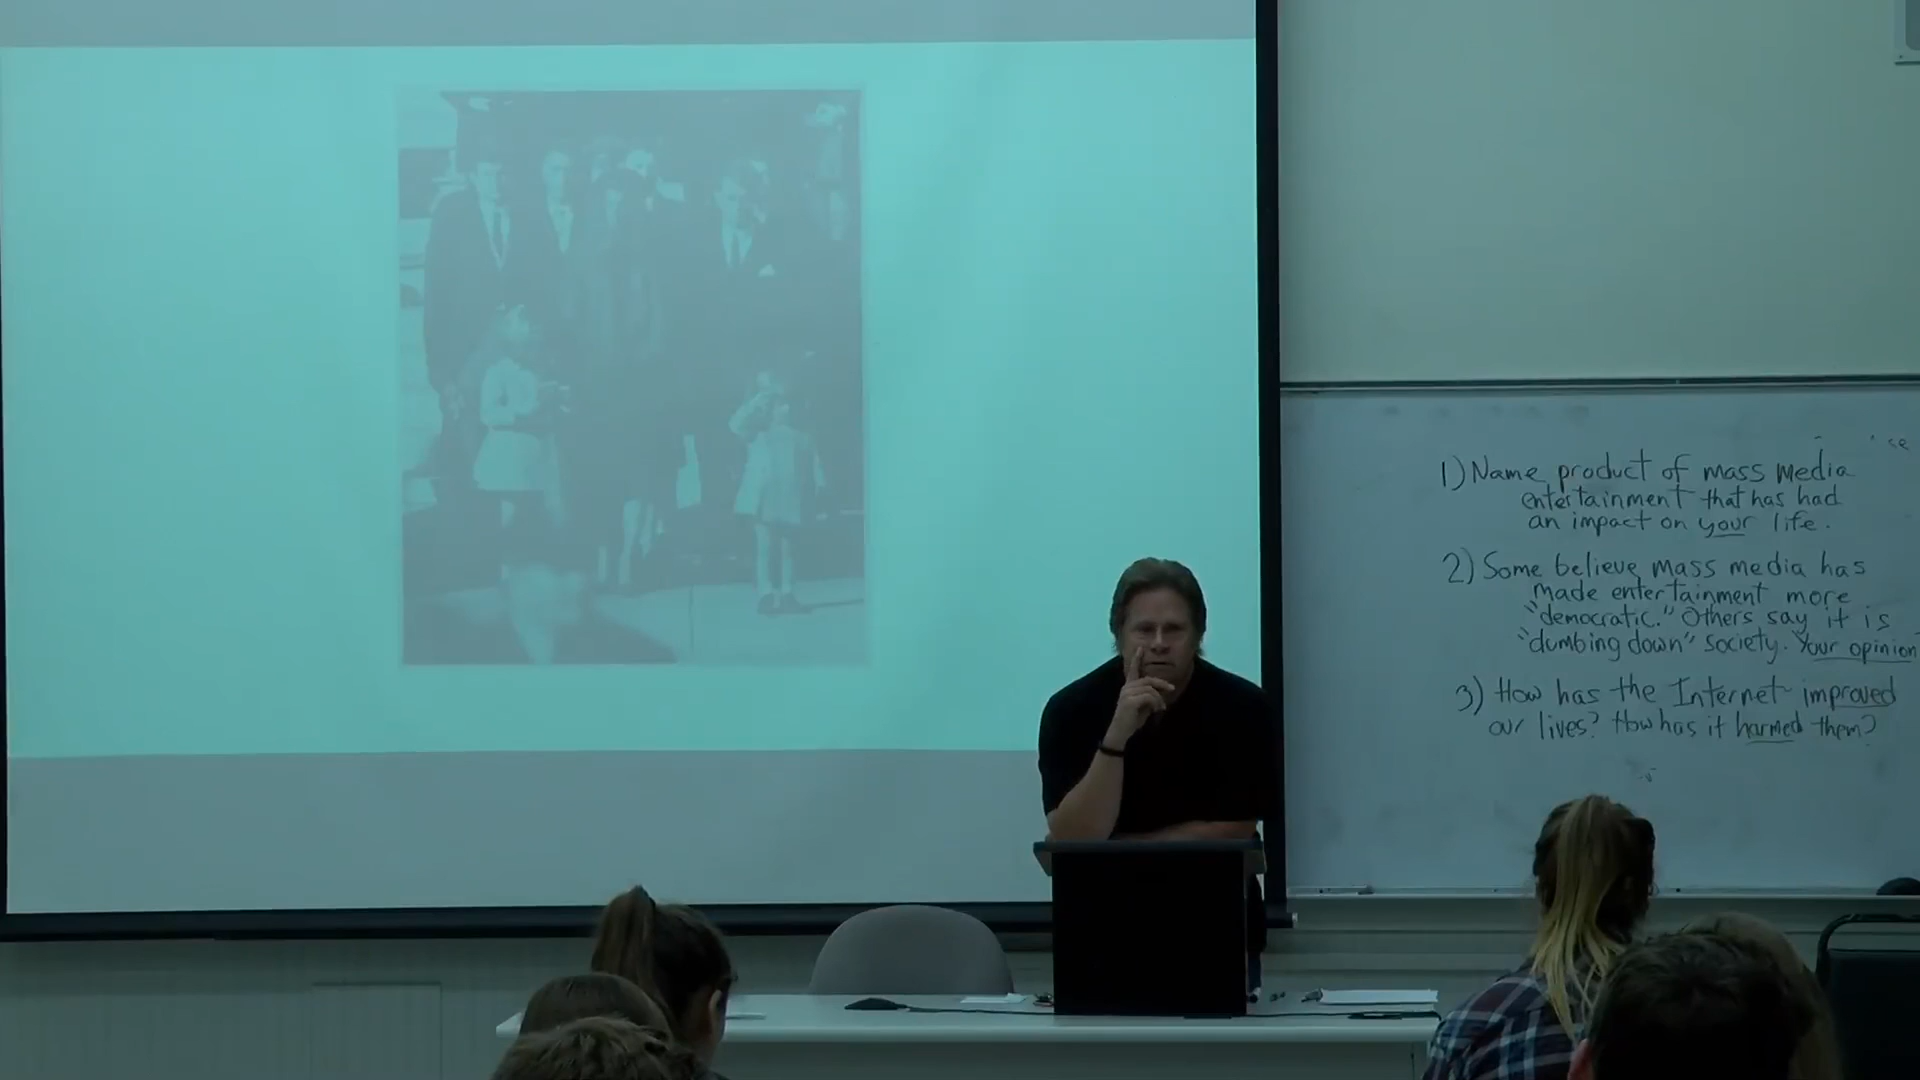 1) Name product of mass media
entertainment that has had
an impact on your life.
2) Some believe mass media has
made entertainment more
"democratic." Others say it is
"dumbing down" society. Your opinion
3) How has the Internet improved
our lives? How has it harmed them?